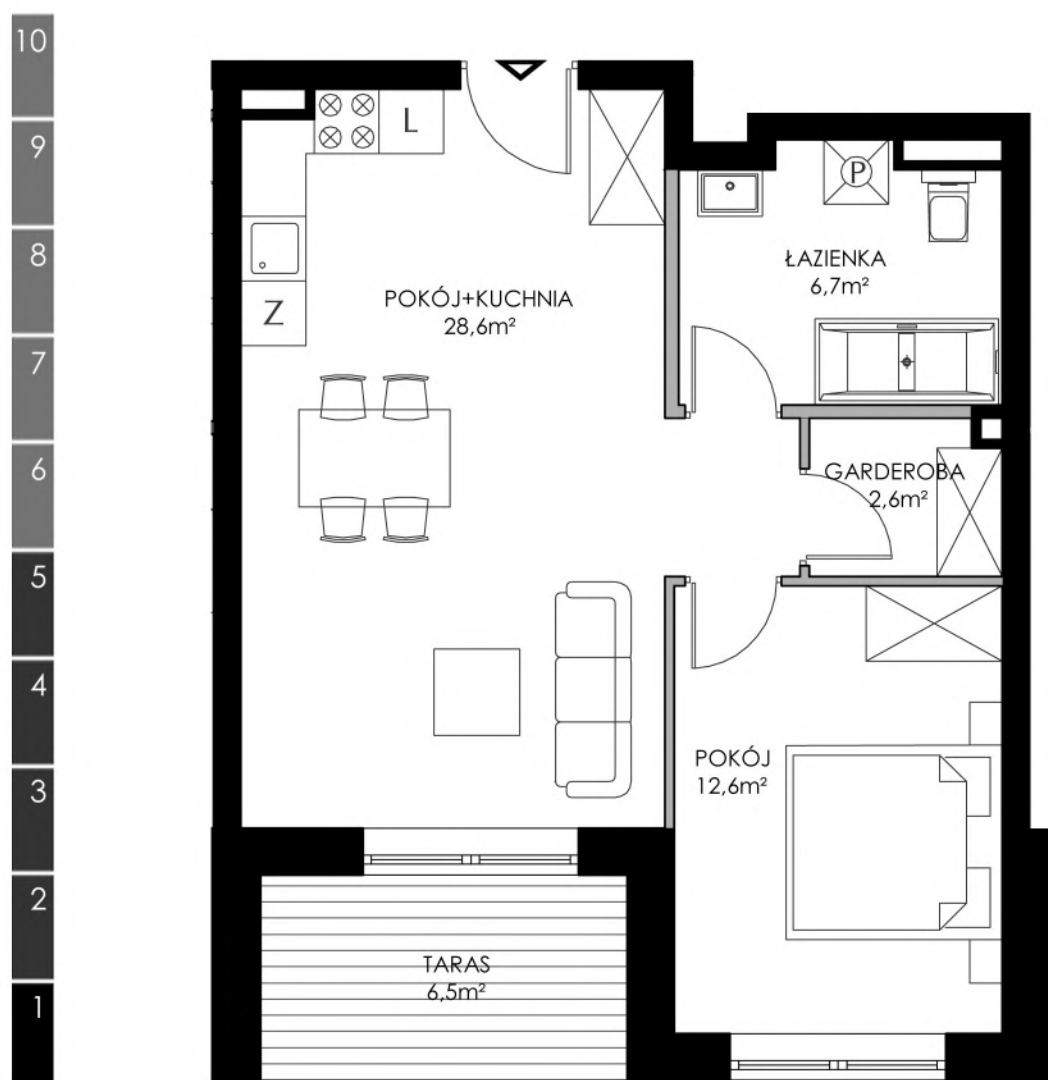 10
9
8
7
6
5
4
3
2
1
L
P
ŁAZIENKA
6,7m²
POKÓJ+KUCHNIA
28,6m²
Z
GARDEROBA
2,6m²
POKÓJ
12,6m²
TARAS
6,5m²